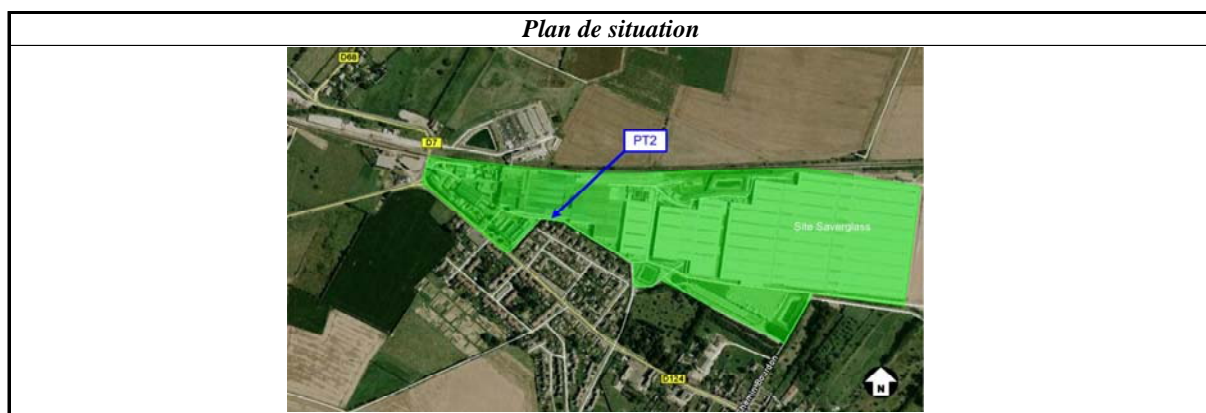 Plan de situation
D68
PT2
D7
Site Saverglass
D124
N